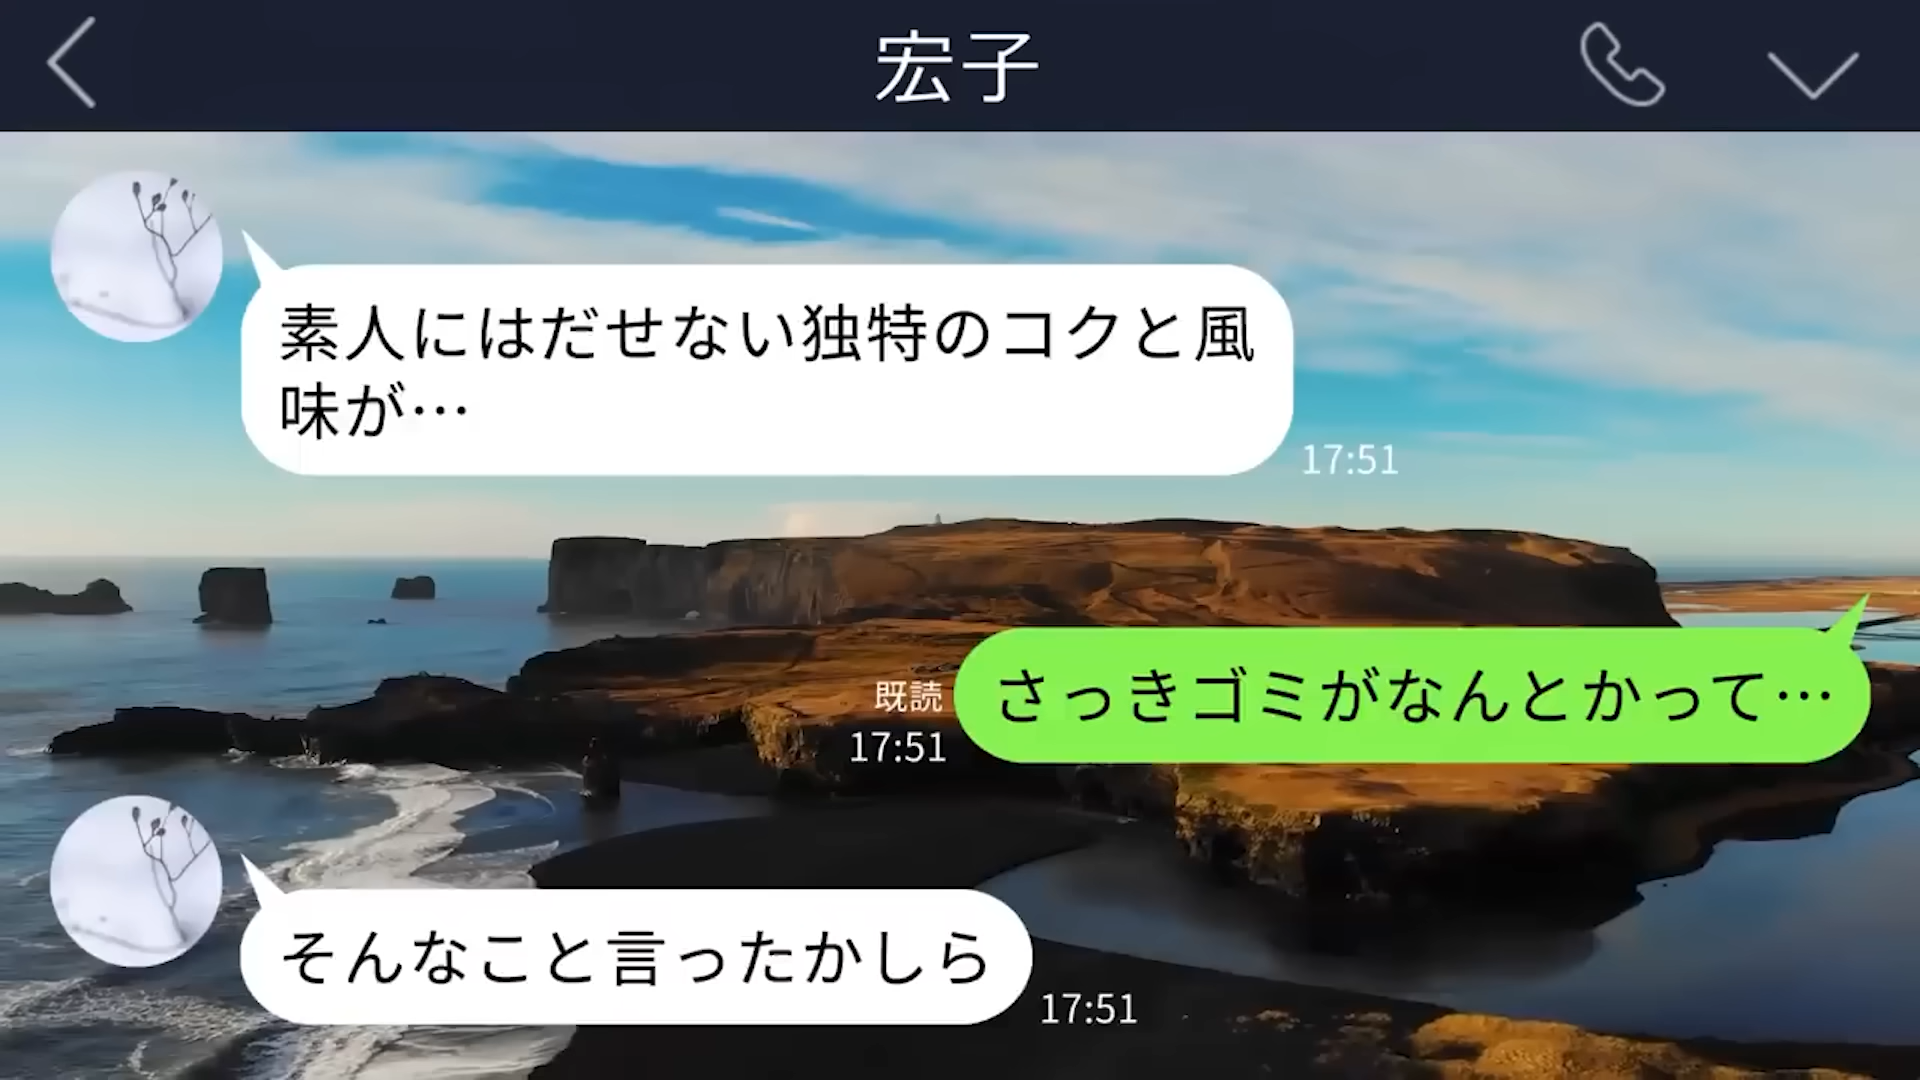 宏子
素人にはだせない独特のコクと風
味が…
17:51
さっきゴミがなんとかって…
既読
17:51
そんなこと言ったかしら
17:51